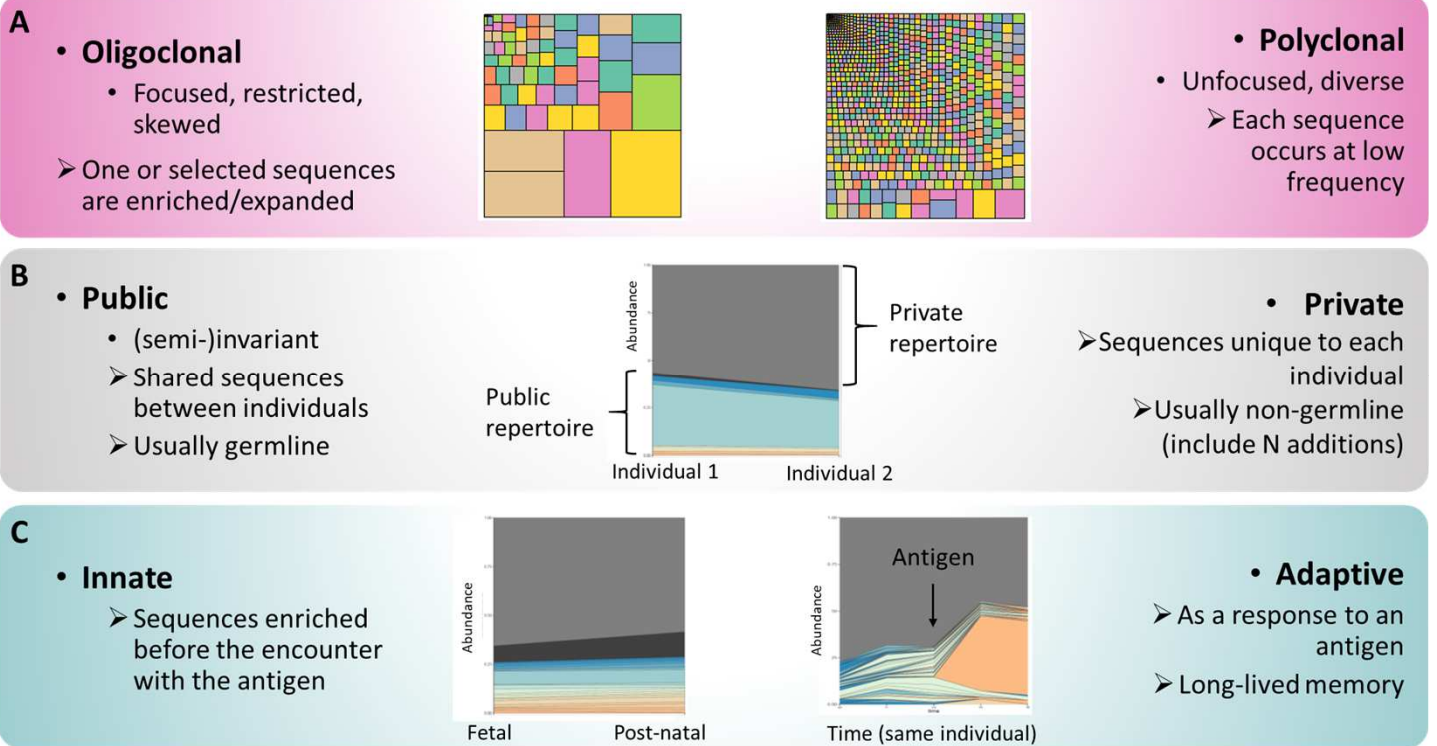 A
• Oligoclonal
• Focused, restricted,
skewed
➢ One or selected sequences
are enriched/expanded
• Polyclonal
• Unfocused, diverse
➢ Each sequence
occurs at low
frequency
B
• Public
• (semi-)invariant
➢ Shared sequences
between individuals
➢ Usually germline
Public
repertoire
Abundance
Individual 1
Individual 2
Private
repertoire
• Private
➢ Sequences unique to each
individual
➢ Usually non-germline
(include N additions)
C
• Innate
➢ Sequences enriched
before the encounter
with the antigen
Abundance
Fetal
Post-natal
Abundance
Antigen
Time (same individual)
• Adaptive
➢ As a response to an
antigen
➢ Long-lived memory